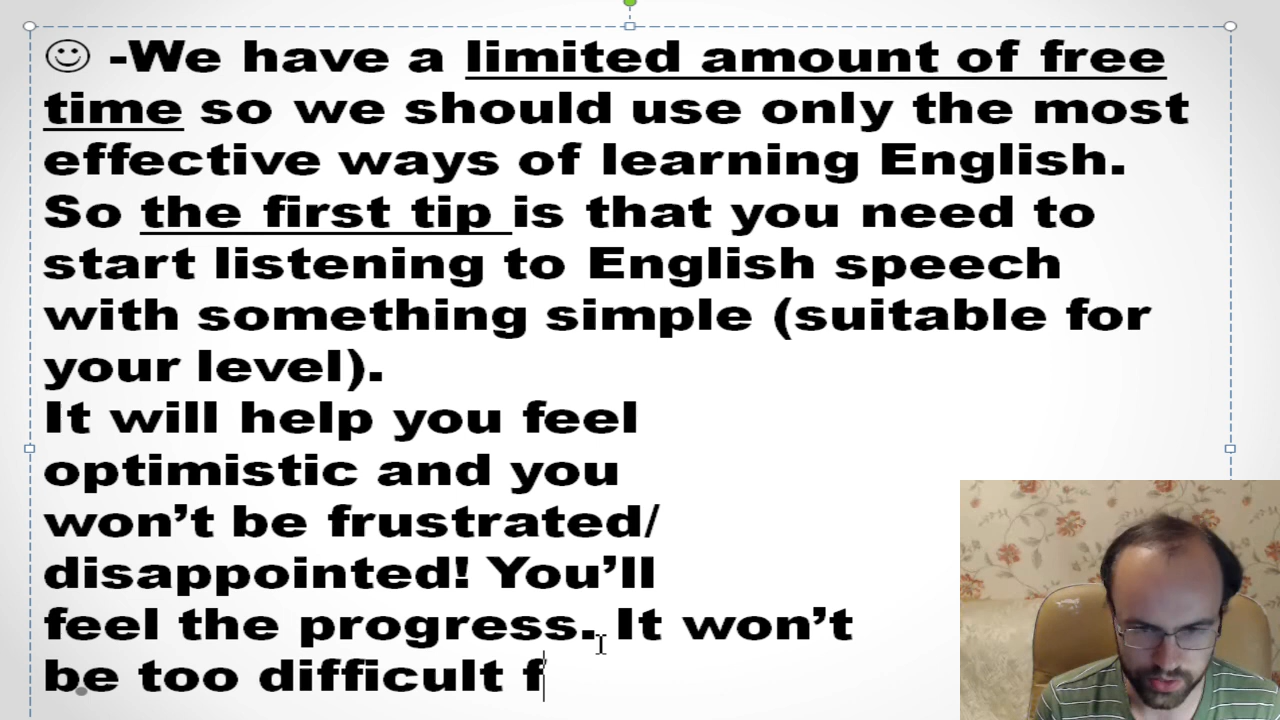 ☺ -We have a limited amount of free
time so we should use only the most
effective ways of learning English.
So the first tip is that you need to
start listening to English speech
with something simple (suitable for
your level).
It will help you feel
optimistic and you
won’t be frustrated/
disappointed! You’ll
feel the progress. It won’t
be too difficult f